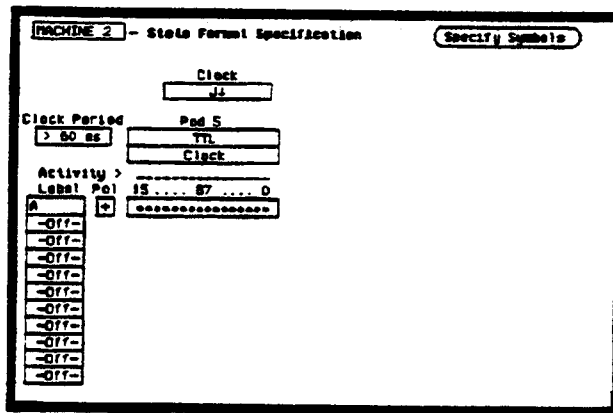 MACHINE 2 - State Format Specification
Specify Symbols
Clock
J↓
Clock Period
Pod 5
> 60 ns
TTL
Clock
Activity >
Label Pol 15 .... 87 .... 0
A + ****************
-Off-
-Off-
-Off-
-Off-
-Off-
-Off-
-Off-
-Off-
-Off-
-Off-